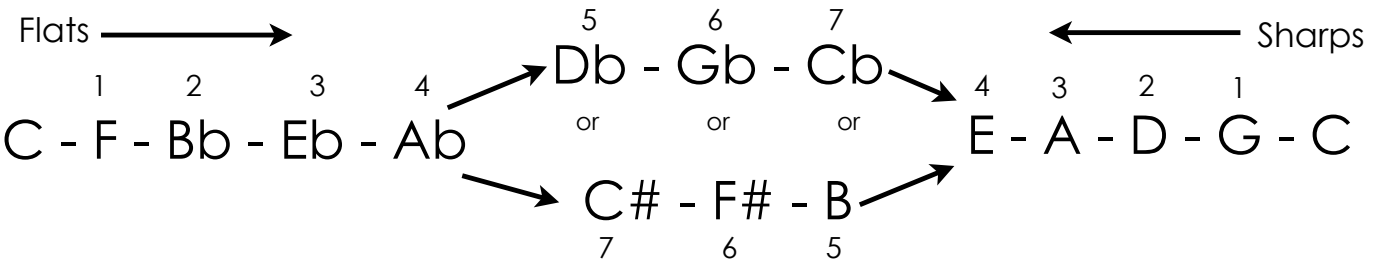 Flats 5 6 7 Sharps
Db - Gb - Cb
1 2 3 4 4 3 2 1
or or or
C - F - Bb - Eb - Ab E - A - D - G - C
C# - F# - B
7 6 5